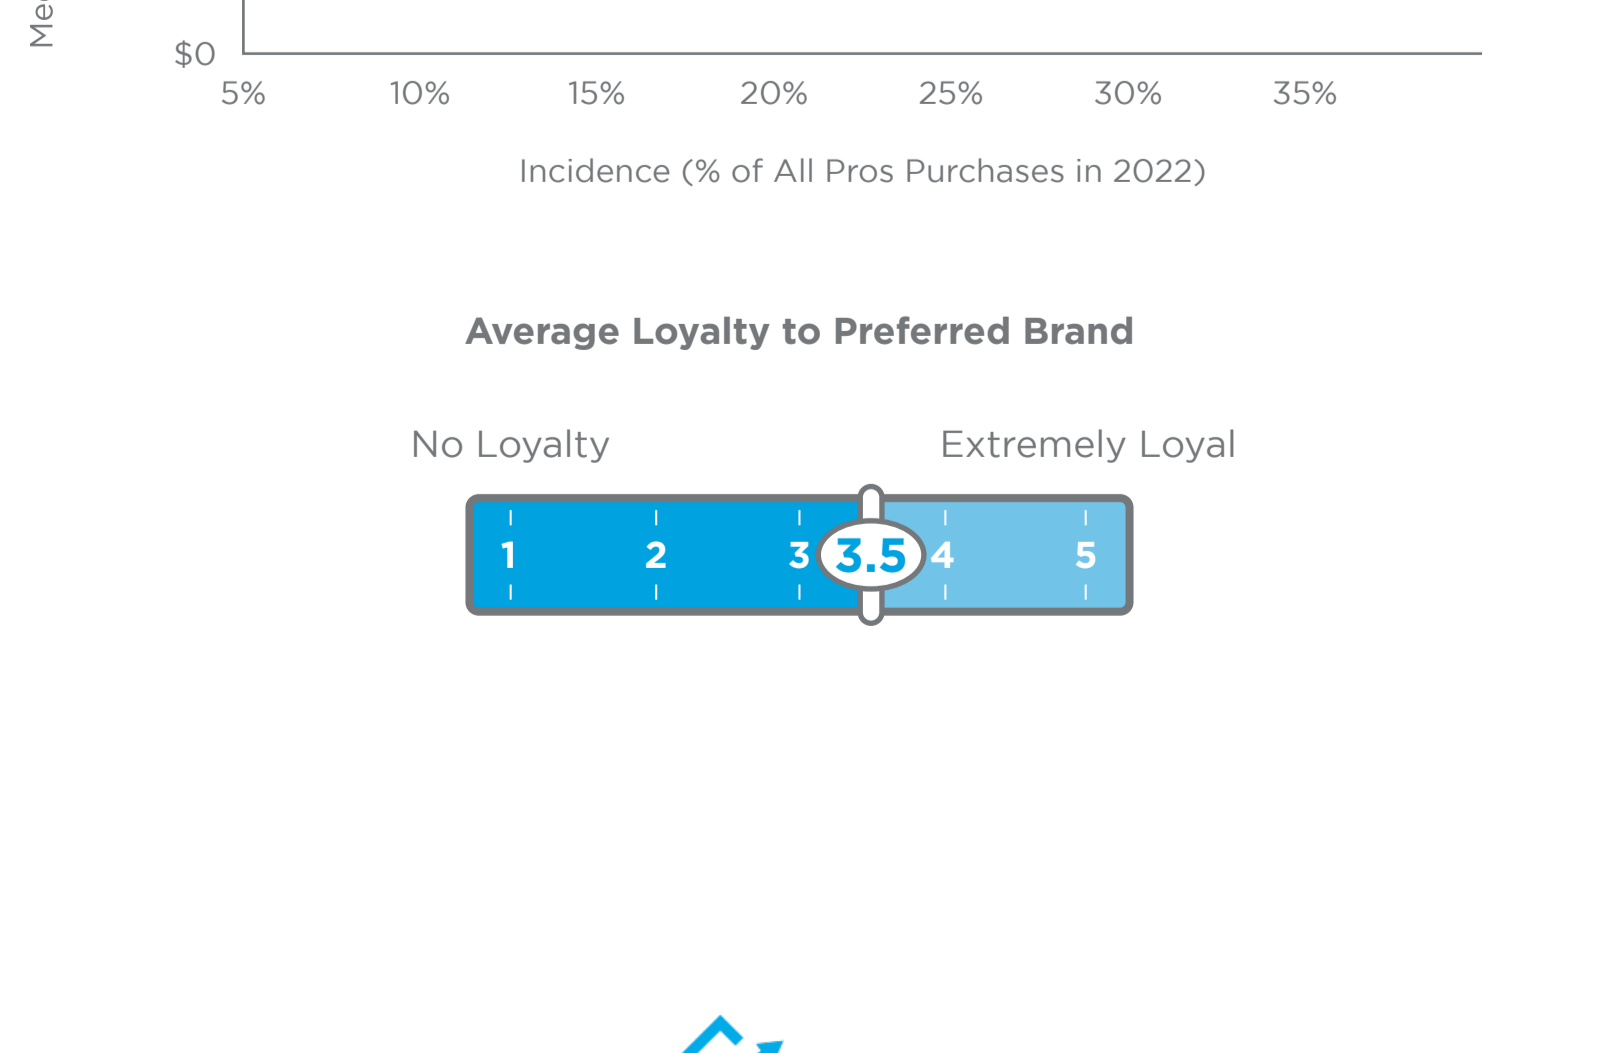 $0
5% 10% 15% 20% 25% 30% 35%
Incidence (% of All Pros Purchases in 2022)
Average Loyalty to Preferred Brand
No Loyalty Extremely Loyal
1 2 3 3.5 4 5